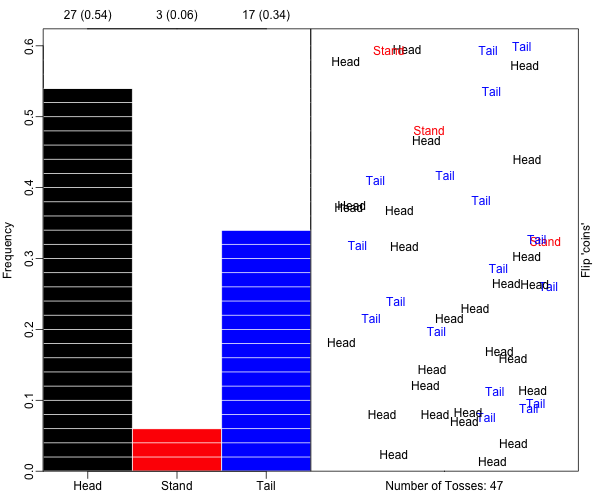 27 (0.54) 3 (0.06) 17 (0.34)
Frequency
0.6
0.5
0.4
0.3
0.2
0.1
0.0
Head Stand Tail
Stand Head Tail Tail
Head Head
Tail
Stand
Head
Head
Tail Tail
Tail
Head Head Head
Tail Head Tail Stand
Head
Tail
Head Head Tail
Tail Head
Tail Head
Tail
Head Head
Head
Head
Head
Tail Head
Tail Tail
Head Head Head Tail
Head
Head
Head
Head
Flip 'coins'
Number of Tosses: 47